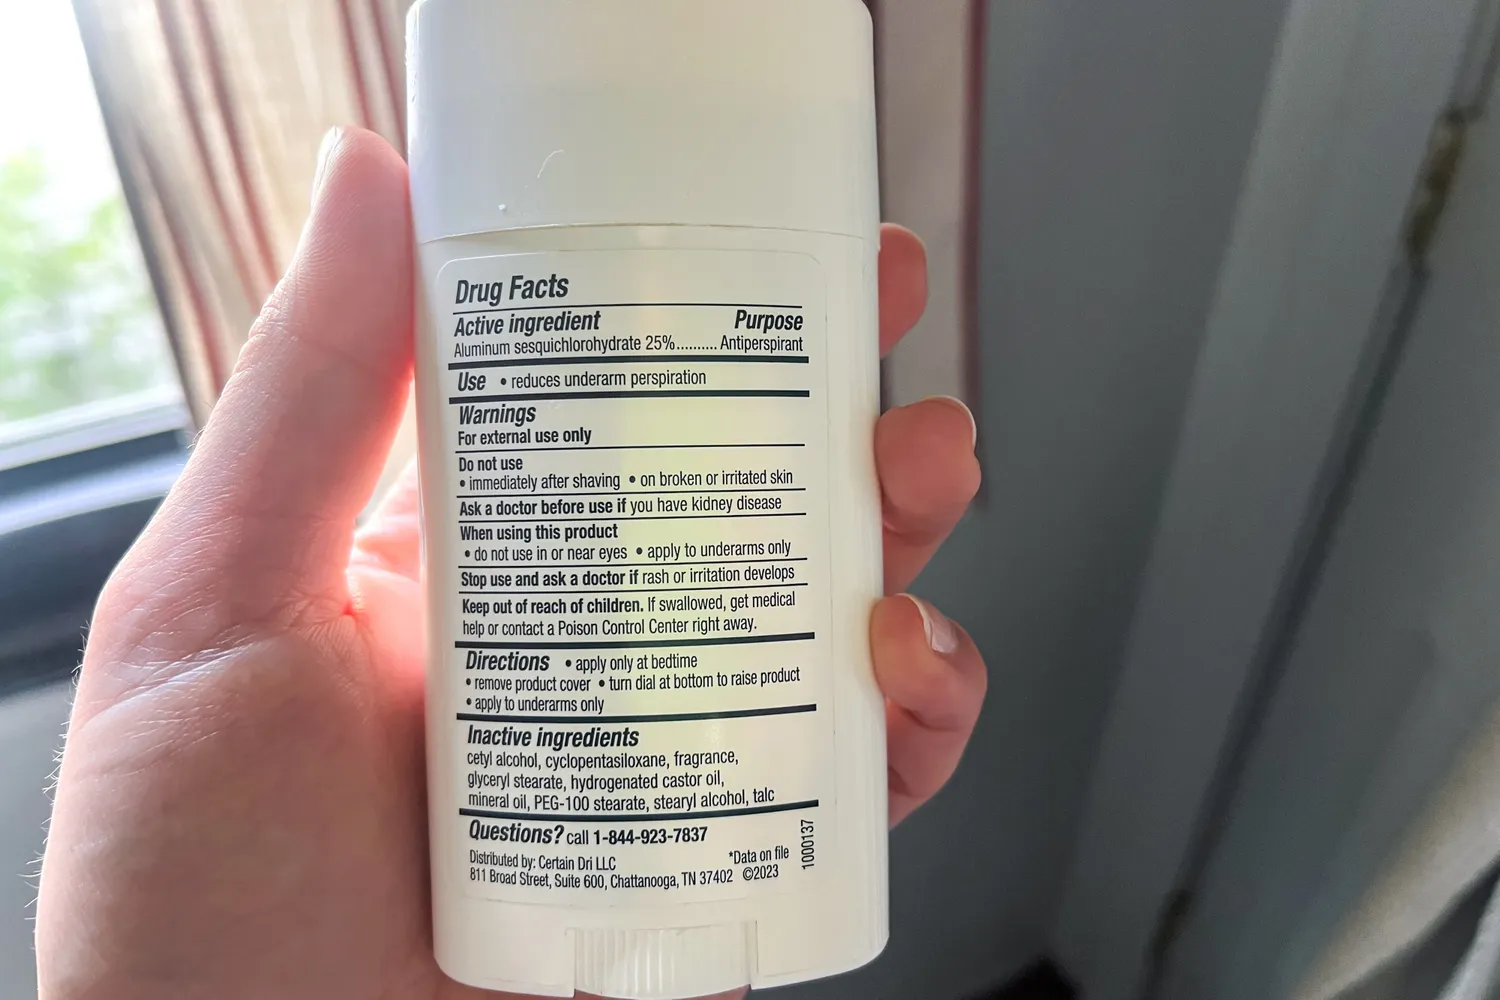 Drug Facts
Active ingredient Purpose
Aluminum sesquichlorohydrate 25%.......... Antiperspirant
Use • reduces underarm perspiration
Warnings
For external use only
Do not use
• immediately after shaving • on broken or irritated skin
Ask a doctor before use if you have kidney disease
When using this product
• do not use in or near eyes • apply to underarms only
Stop use and ask a doctor if rash or irritation develops
Keep out of reach of children. If swallowed, get medical
help or contact a Poison Control Center right away.
Directions • apply only at bedtime
• remove product cover • turn dial at bottom to raise product
• apply to underarms only
Inactive ingredients
cetyl alcohol, cyclopentasiloxane, fragrance,
glyceryl stearate, hydrogenated castor oil,
mineral oil, PEG-100 stearate, stearyl alcohol, talc
Questions? call 1-844-923-7837
Distributed by: Certain Dri LLC *Data on file
811 Broad Street, Suite 600, Chattanooga, TN 37402 ©2023
1000137